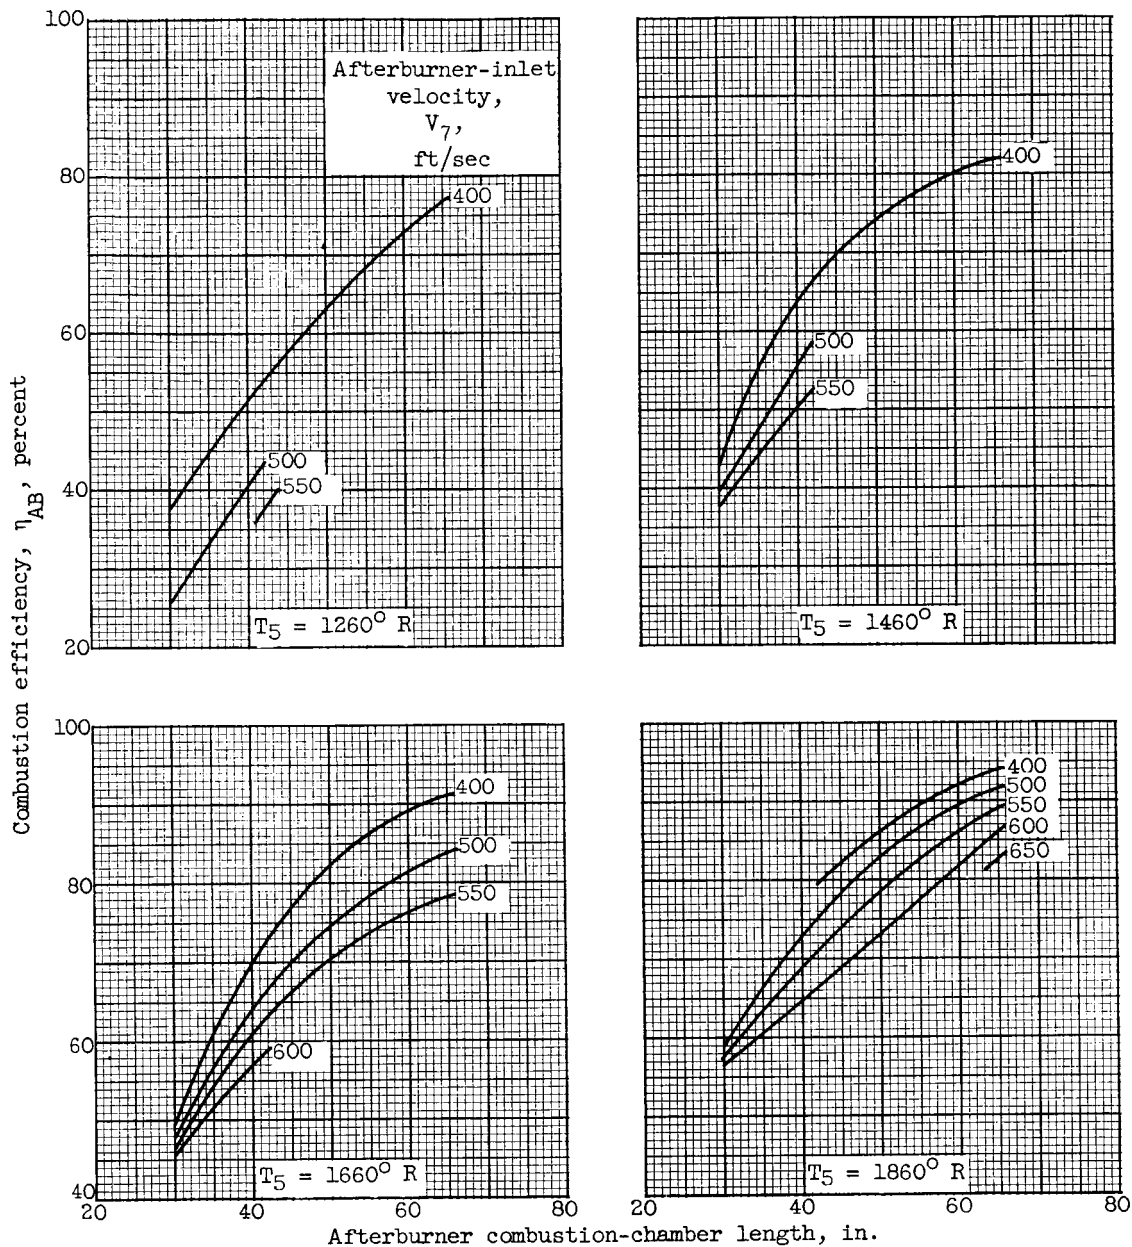 100
80
60
40
20
Afterburner-inlet
velocity,
V7,
ft/sec
400
500
550
T5 = 1260° R
400
500
550
T5 = 1460° R
Combustion efficiency, ηAB, percent
100
80
60
40
400
500
550
600
T5 = 1660° R
20 40 60 80
400
500
550
600
650
T5 = 1860° R
20 40 60 80
Afterburner combustion-chamber length, in.